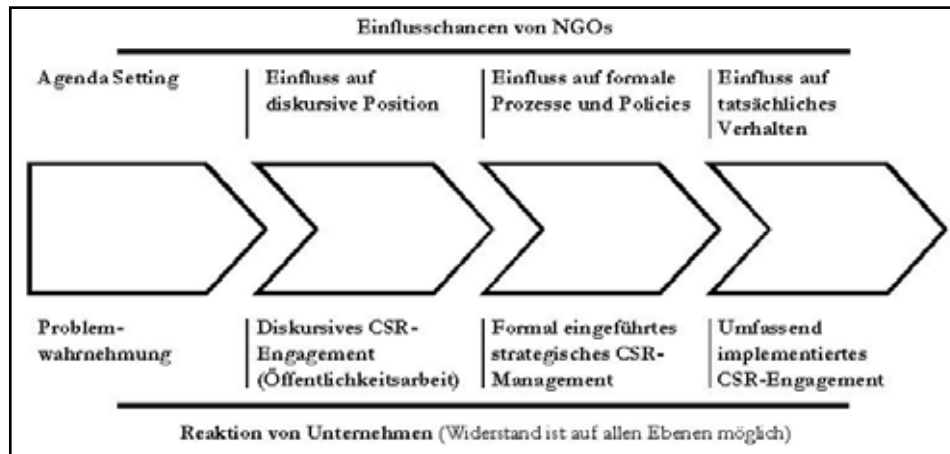 Einflusschancen von NGOs
Agenda Setting
Einfluss auf
diskursive Position
Einfluss auf formale
Prozesse und Policies
Einfluss auf
tatsächliches
Verhalten
Problem-
wahrnehmung
Diskursives CSR-
Engagement
(Öffentlichkeitsarbeit)
Formal eingeführtes
strategisches CSR-
Management
Umfassend
implementiertes
CSR-Engagement
Reaktion von Unternehmen (Widerstand ist auf allen Ebenen möglich)